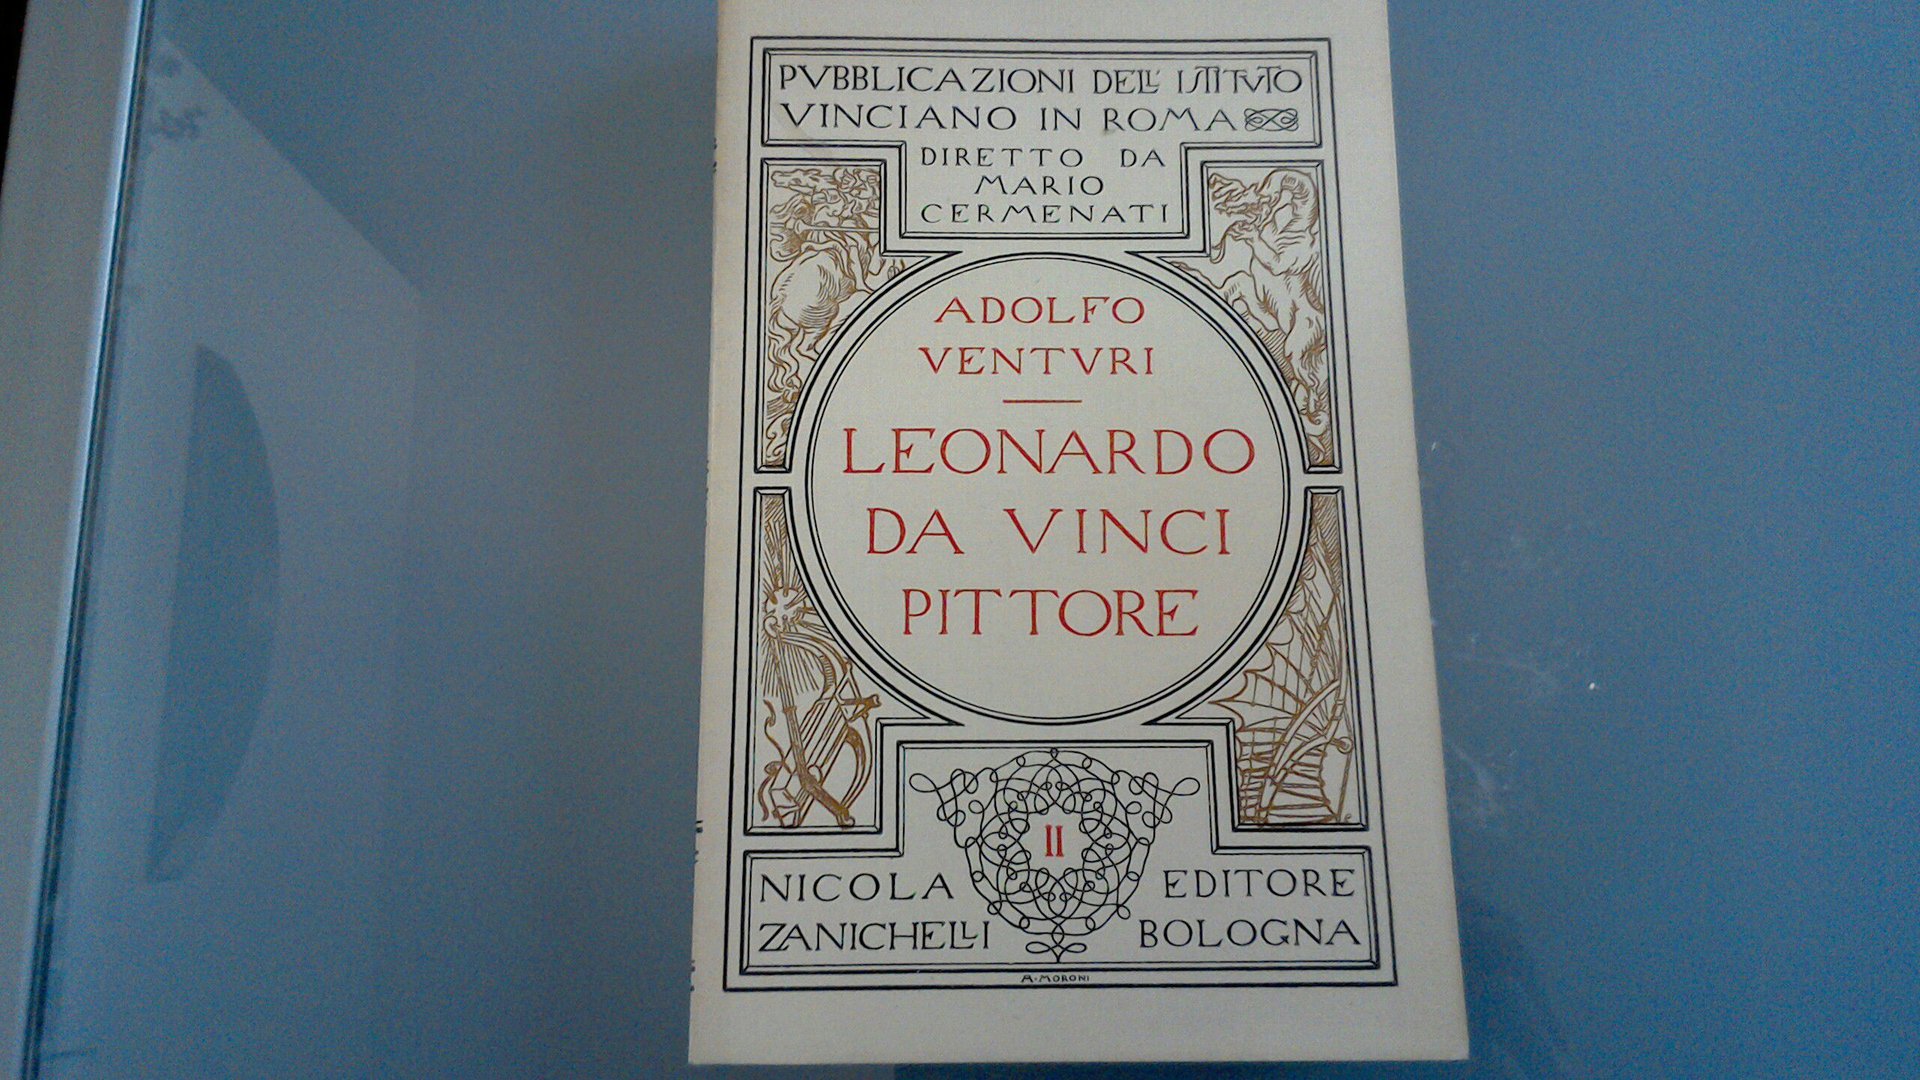 PVBBLICAZIONI DELL' ISTITVTO
VINCIANO IN ROMA
DIRETTO DA
MARIO
CERMENATI
ADOLFO
VENTVRI
LEONARDO
DA VINCI
PITTORE
II
NICOLA EDITORE
ZANICHELLI BOLOGNA
A·MORONI